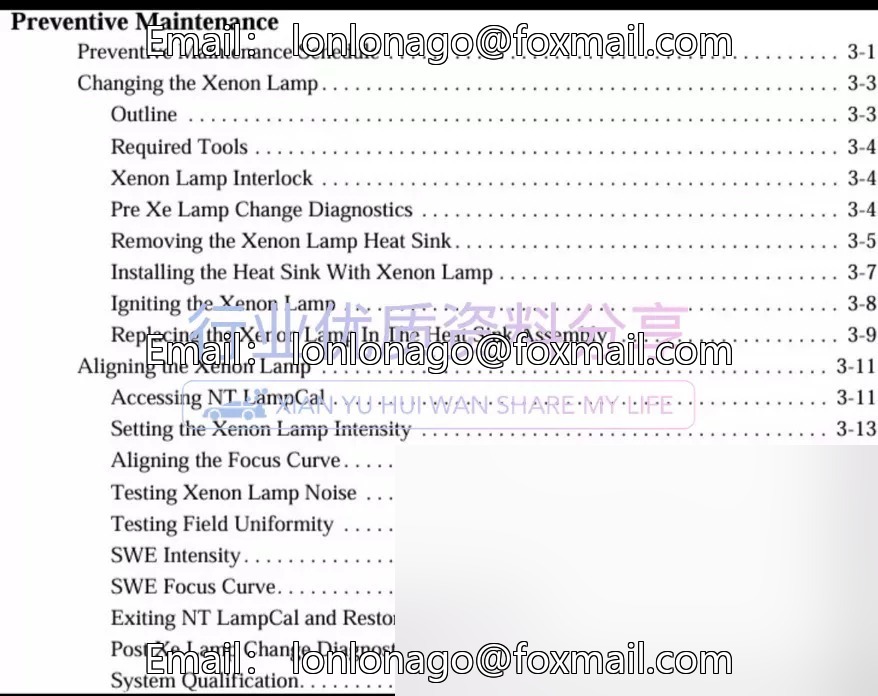 Preventive Maintenance
Preventive Maintenance Schedule . . . . . . . . . . . . . . . . . . . . . . . . . . . . . . . . . . . 3-1
Email: lonlonago@foxmail.com
Changing the Xenon Lamp . . . . . . . . . . . . . . . . . . . . . . . . . . . . . . . . . . . . . . . 3-3
Outline . . . . . . . . . . . . . . . . . . . . . . . . . . . . . . . . . . . . . . . . . . . . . . . . 3-3
Required Tools . . . . . . . . . . . . . . . . . . . . . . . . . . . . . . . . . . . . . . . . . . . 3-4
Xenon Lamp Interlock . . . . . . . . . . . . . . . . . . . . . . . . . . . . . . . . . . . . . . 3-4
Pre Xe Lamp Change Diagnostics . . . . . . . . . . . . . . . . . . . . . . . . . . . . . . 3-4
Removing the Xenon Lamp Heat Sink . . . . . . . . . . . . . . . . . . . . . . . . . . . 3-5
Installing the Heat Sink With Xenon Lamp . . . . . . . . . . . . . . . . . . . . . . . . 3-7
Igniting the Xenon Lamp . . . . . . . . . . . . . . . . . . . . . . . . . . . . . . . . . . . . 3-8
行业优质资料分享
Replacing the Xenon Lamp In The Heat Sink Assembly . . . . . . . . . . . . . . . 3-9
Email: lonlonago@foxmail.com
Aligning the Xenon Lamp . . . . . . . . . . . . . . . . . . . . . . . . . . . . . . . . . . . . . . . 3-11
Accessing NT LampCal . . . . . . . . . . . . . . . . . . . . . . . . . . . . . . . . . . . . 3-11
XIAN YU HUI WAN SHARE MY LIFE
Setting the Xenon Lamp Intensity . . . . . . . . . . . . . . . . . . . . . . . . . . . . . 3-13
Aligning the Focus Curve . . . . .
Testing Xenon Lamp Noise . . .
Testing Field Uniformity . . . . .
SWE Intensity . . . . . . . . . . . . .
SWE Focus Curve . . . . . . . . . .
Exiting NT LampCal and Resto
Post Xe Lamp Change Diagnost
Email: lonlonago@foxmail.com
System Qualification . . . . . . . .